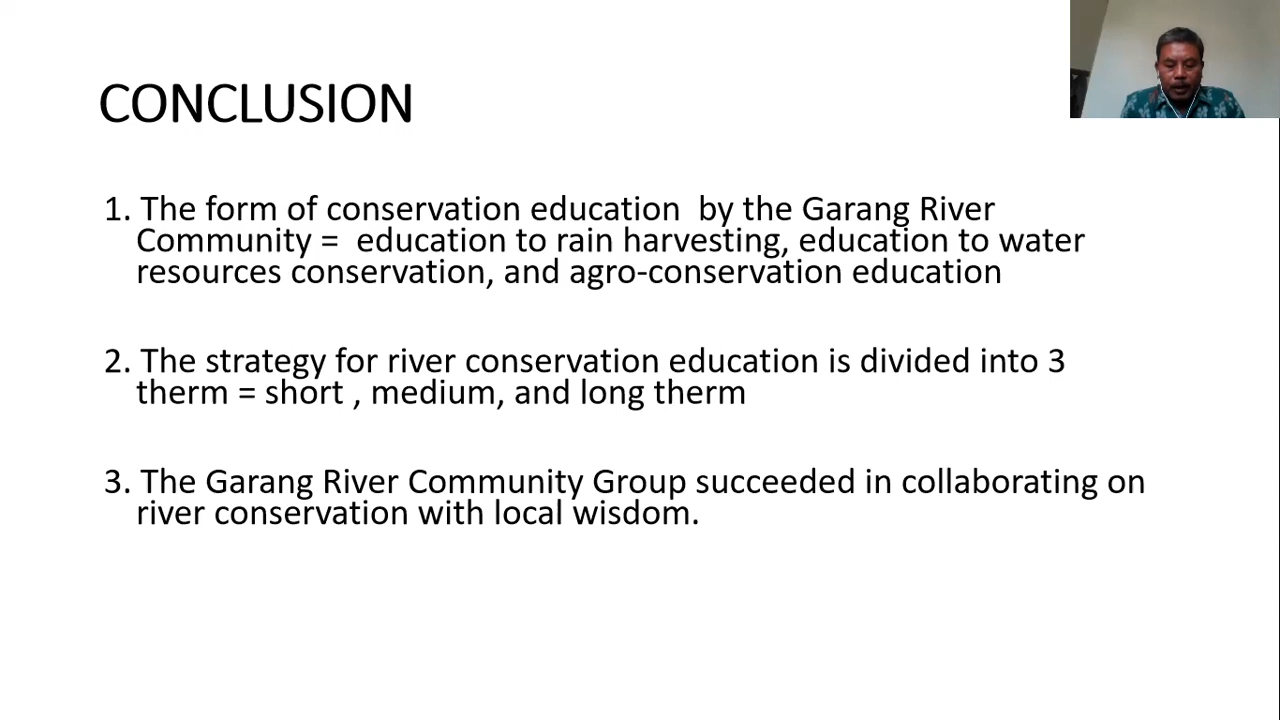 CONCLUSION
1. The form of conservation education  by the Garang River
Community =  education to rain harvesting, education to water
resources conservation, and agro-conservation education
2. The strategy for river conservation education is divided into 3
therm = short , medium, and long therm
3. The Garang River Community Group succeeded in collaborating on
river conservation with local wisdom.